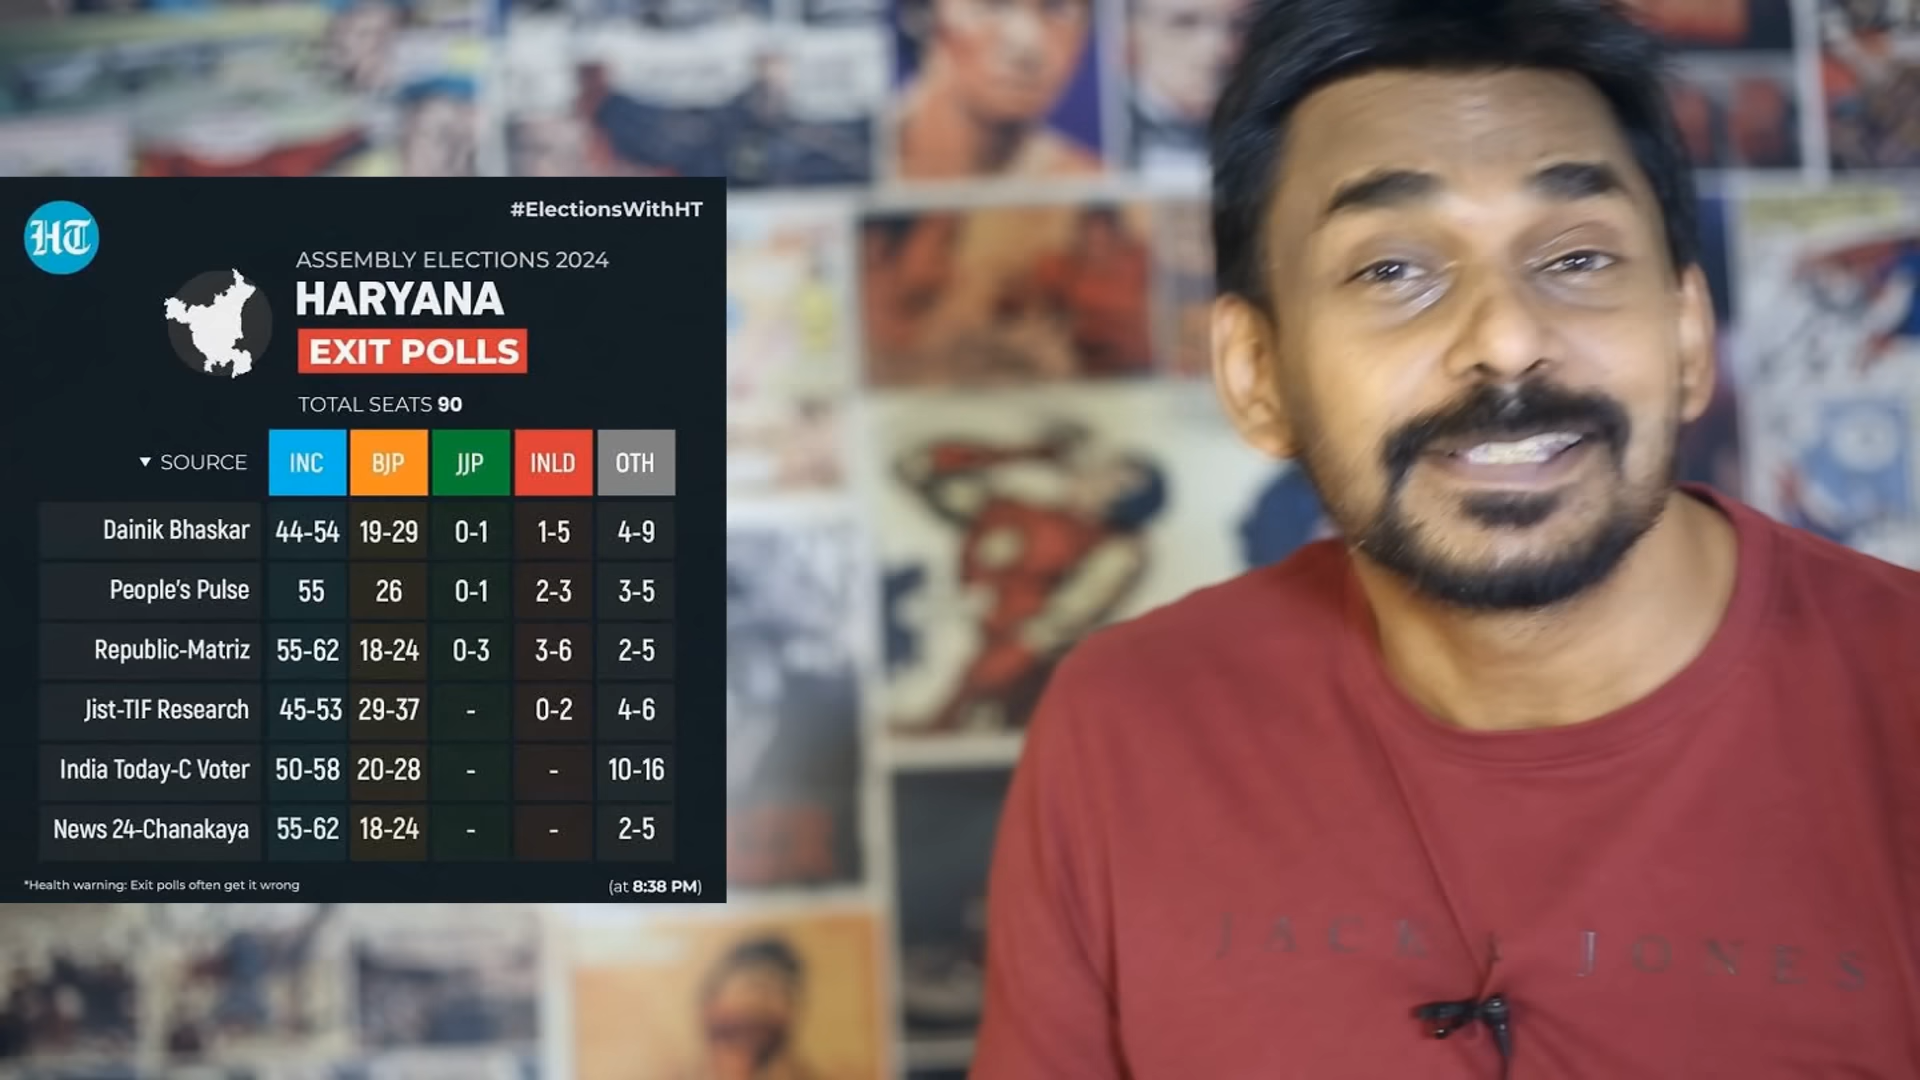 HT
#ElectionsWithHT
ASSEMBLY ELECTIONS 2024
HARYANA
EXIT POLLS
TOTAL SEATS 90
▼ SOURCE INC BJP JJP INLD OTH
Dainik Bhaskar 44-54 19-29 0-1 1-5 4-9
People's Pulse 55 26 0-1 2-3 3-5
Republic-Matriz 55-62 18-24 0-3 3-6 2-5
Jist-TIF Research 45-53 29-37 - 0-2 4-6
India Today-C Voter 50-58 20-28 - - 10-16
News 24-Chanakaya 55-62 18-24 - - 2-5
*Health warning: Exit polls often get it wrong
(at 8:38 PM)
JACK & JONES